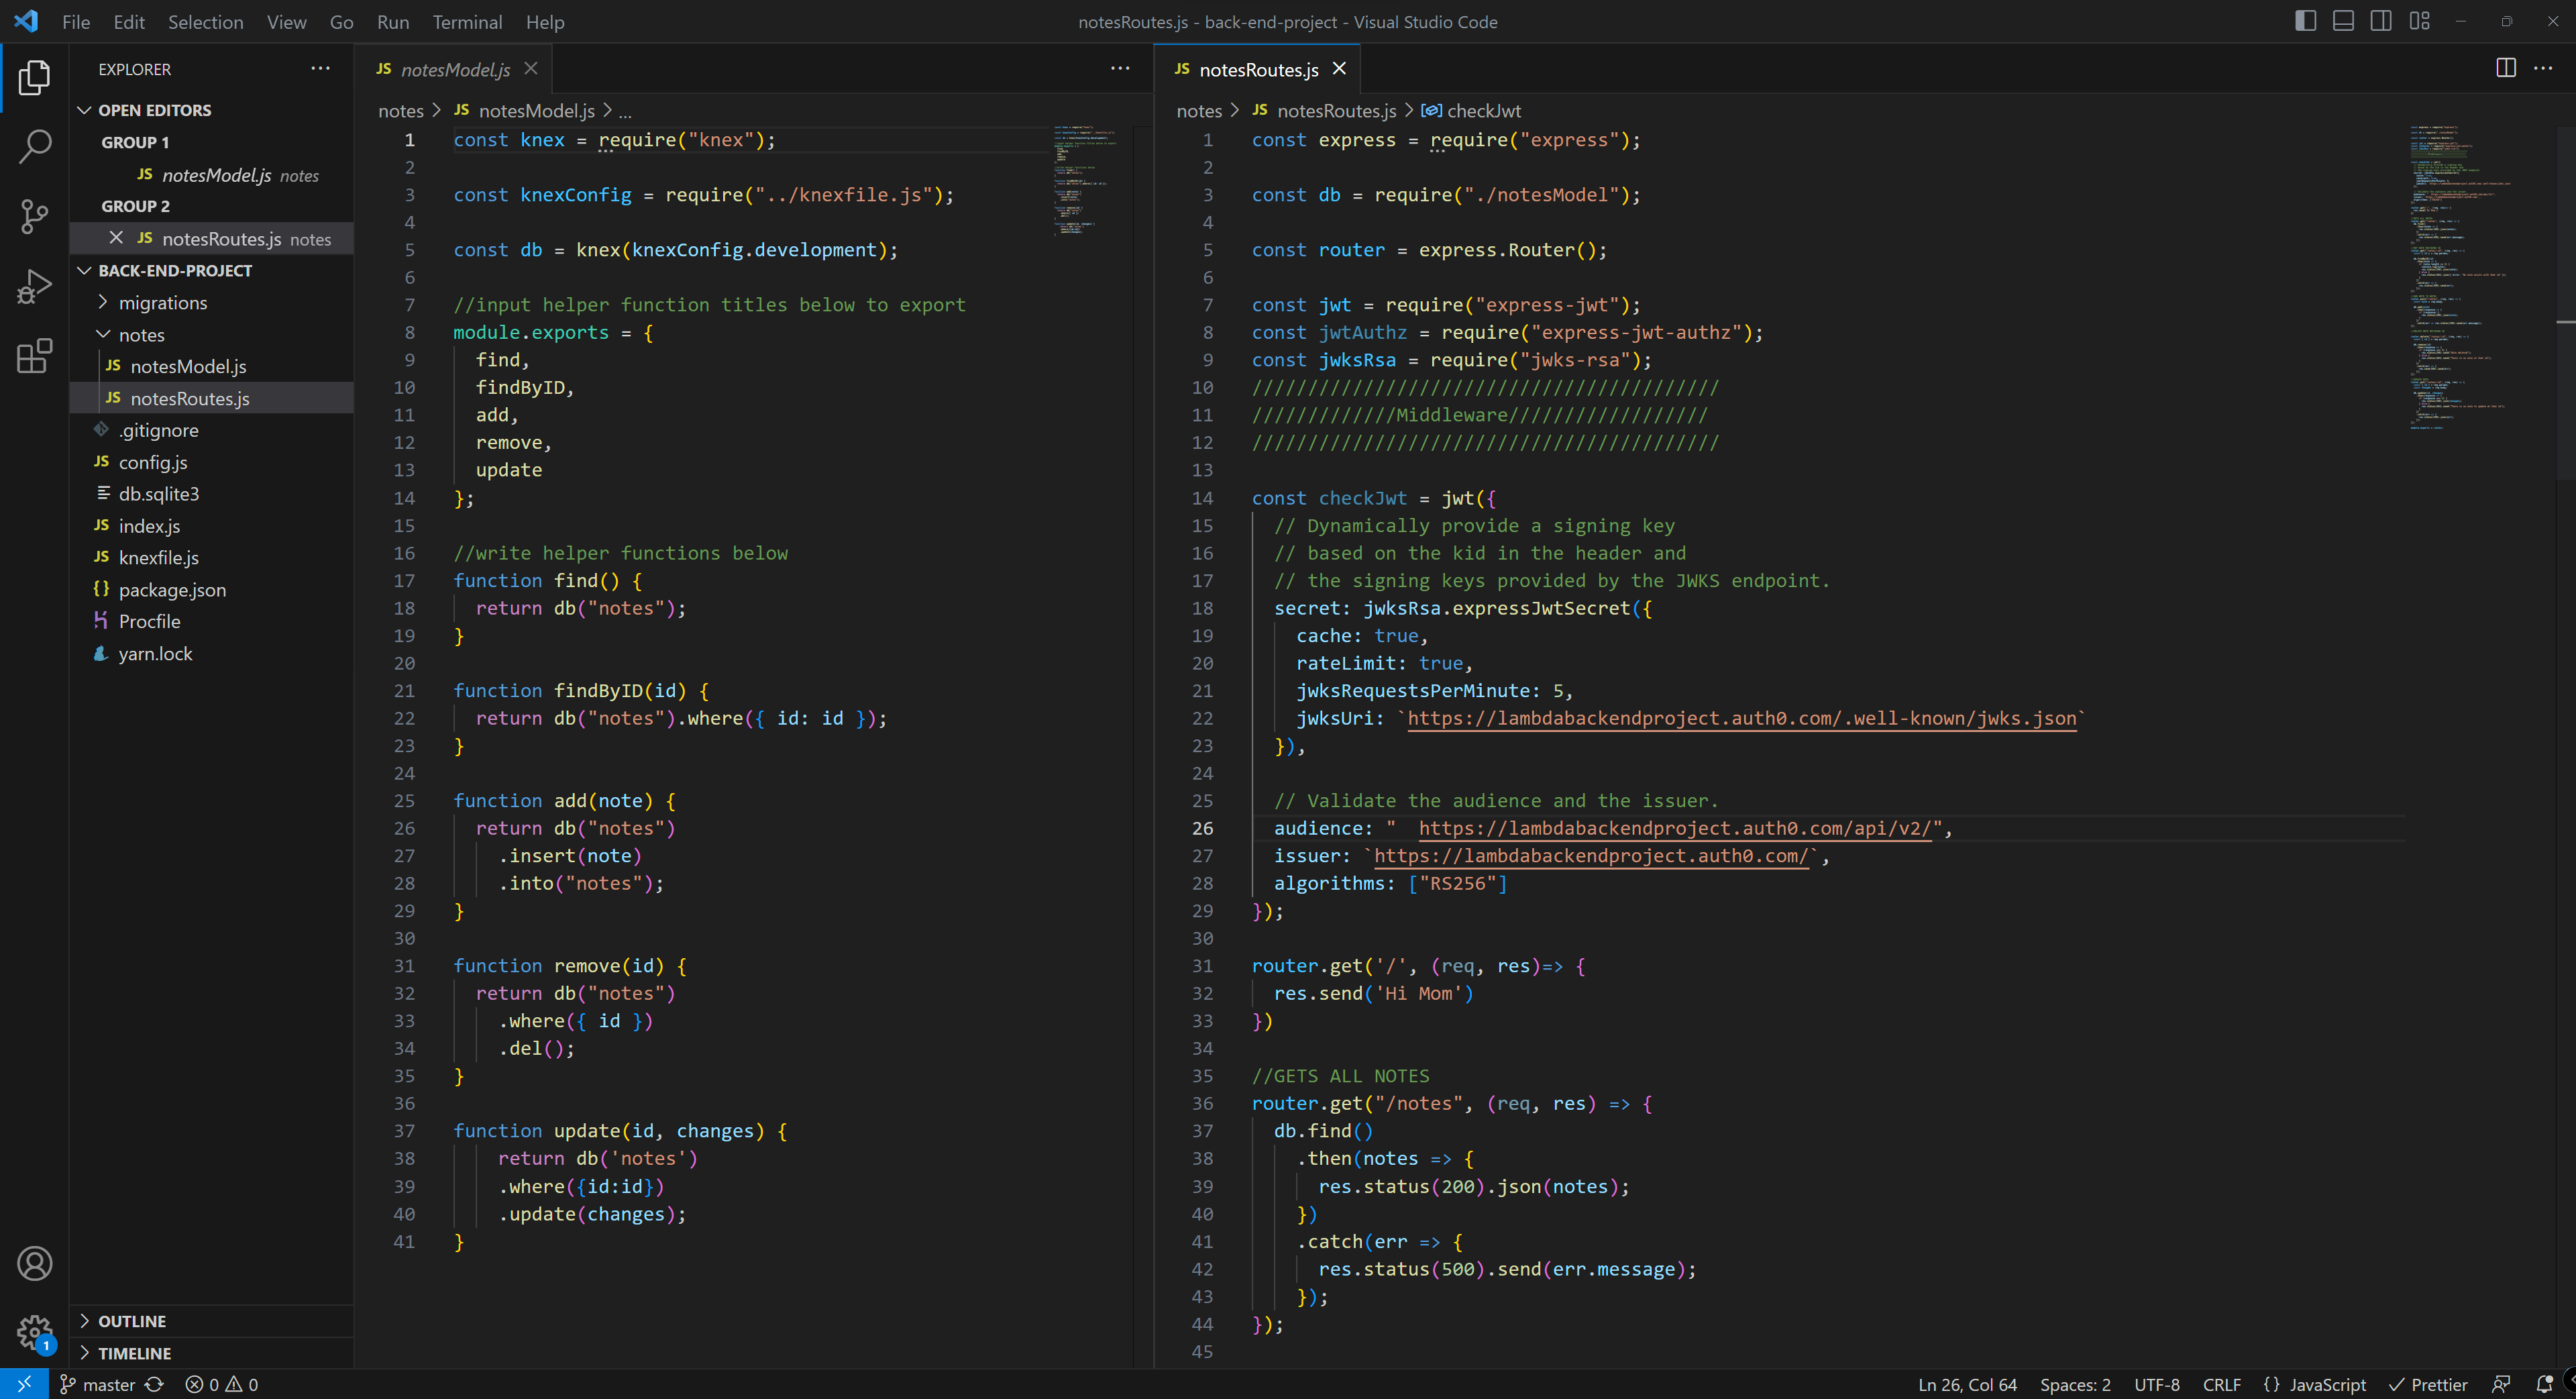 File Edit Selection View Go Run Terminal Help
notesRoutes.js - back-end-project - Visual Studio Code
EXPLORER
OPEN EDITORS
GROUP 1
JS notesModel.js notes
GROUP 2
JS notesRoutes.js notes
BACK-END-PROJECT
migrations
notes
JS notesModel.js
JS notesRoutes.js
.gitignore
JS config.js
db.sqlite3
JS index.js
JS knexfile.js
{} package.json
Procfile
yarn.lock
OUTLINE
TIMELINE
1
JS notesModel.js
notes > JS notesModel.js > ...
1 const knex = require("knex");
2
3 const knexConfig = require("../knexfile.js");
4
5 const db = knex(knexConfig.development);
6
7 //input helper function titles below to export
8 module.exports = {
9   find,
10   findByID,
11   add,
12   remove,
13   update
14 };
15
16 //write helper functions below
17 function find() {
18   return db("notes");
19 }
20
21 function findByID(id) {
22   return db("notes").where({ id: id });
23 }
24
25 function add(note) {
26   return db("notes")
27     .insert(note)
28     .into("notes");
29 }
30
31 function remove(id) {
32   return db("notes")
33     .where({ id })
34     .del();
35 }
36
37 function update(id, changes) {
38     return db('notes')
39     .where({id:id})
40     .update(changes);
41 }
JS notesRoutes.js
notes > JS notesRoutes.js > checkJwt
1 const express = require("express");
2
3 const db = require("./notesModel");
4
5 const router = express.Router();
6
7 const jwt = require("express-jwt");
8 const jwtAuthz = require("express-jwt-authz");
9 const jwksRsa = require("jwks-rsa");
10 //////////////////////////////////////////
11 /////////////Middleware//////////////////
12 //////////////////////////////////////////
13
14 const checkJwt = jwt({
15   // Dynamically provide a signing key
16   // based on the kid in the header and
17   // the signing keys provided by the JWKS endpoint.
18   secret: jwksRsa.expressJwtSecret({
19     cache: true,
20     rateLimit: true,
21     jwksRequestsPerMinute: 5,
22     jwksUri: `https://lambdabackendproject.auth0.com/.well-known/jwks.json`
23   }),
24
25   // Validate the audience and the issuer.
26   audience: "  https://lambdabackendproject.auth0.com/api/v2/",
27   issuer: `https://lambdabackendproject.auth0.com/`,
28   algorithms: ["RS256"]
29 });
30
31 router.get('/', (req, res)=> {
32   res.send('Hi Mom')
33 })
34
35 //GETS ALL NOTES
36 router.get("/notes", (req, res) => {
37   db.find()
38     .then(notes => {
39       res.status(200).json(notes);
40     })
41     .catch(err => {
42       res.status(500).send(err.message);
43     });
44 });
45
master 0 0
Ln 26, Col 64 Spaces: 2 UTF-8 CRLF {} JavaScript Prettier